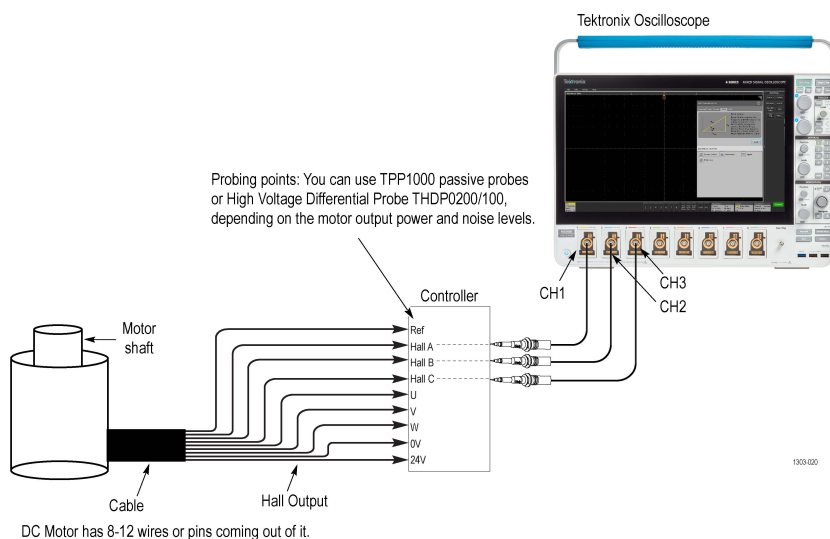 Tektronix Oscilloscope
Tektronix
Probing points: You can use TPP1000 passive probes
or High Voltage Differential Probe THDP0200/100,
depending on the motor output power and noise levels.
CH1
CH2
CH3
Controller
Motor
shaft
Ref
Hall A
Hall B
Hall C
U
V
W
0V
24V
Cable
Hall Output
1303-020
DC Motor has 8-12 wires or pins coming out of it.